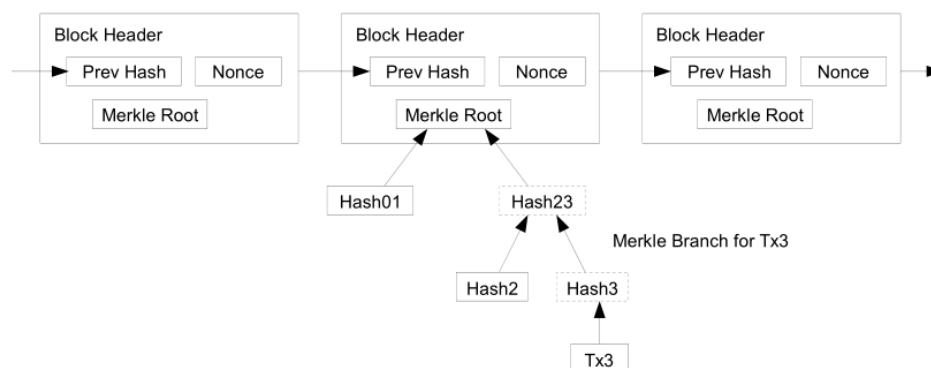 Block Header
Block Header
Block Header
Prev Hash
Nonce
Prev Hash
Nonce
Prev Hash
Nonce
Merkle Root
Merkle Root
Merkle Root
Hash01
Hash23
Merkle Branch for Tx3
Hash2
Hash3
Tx3